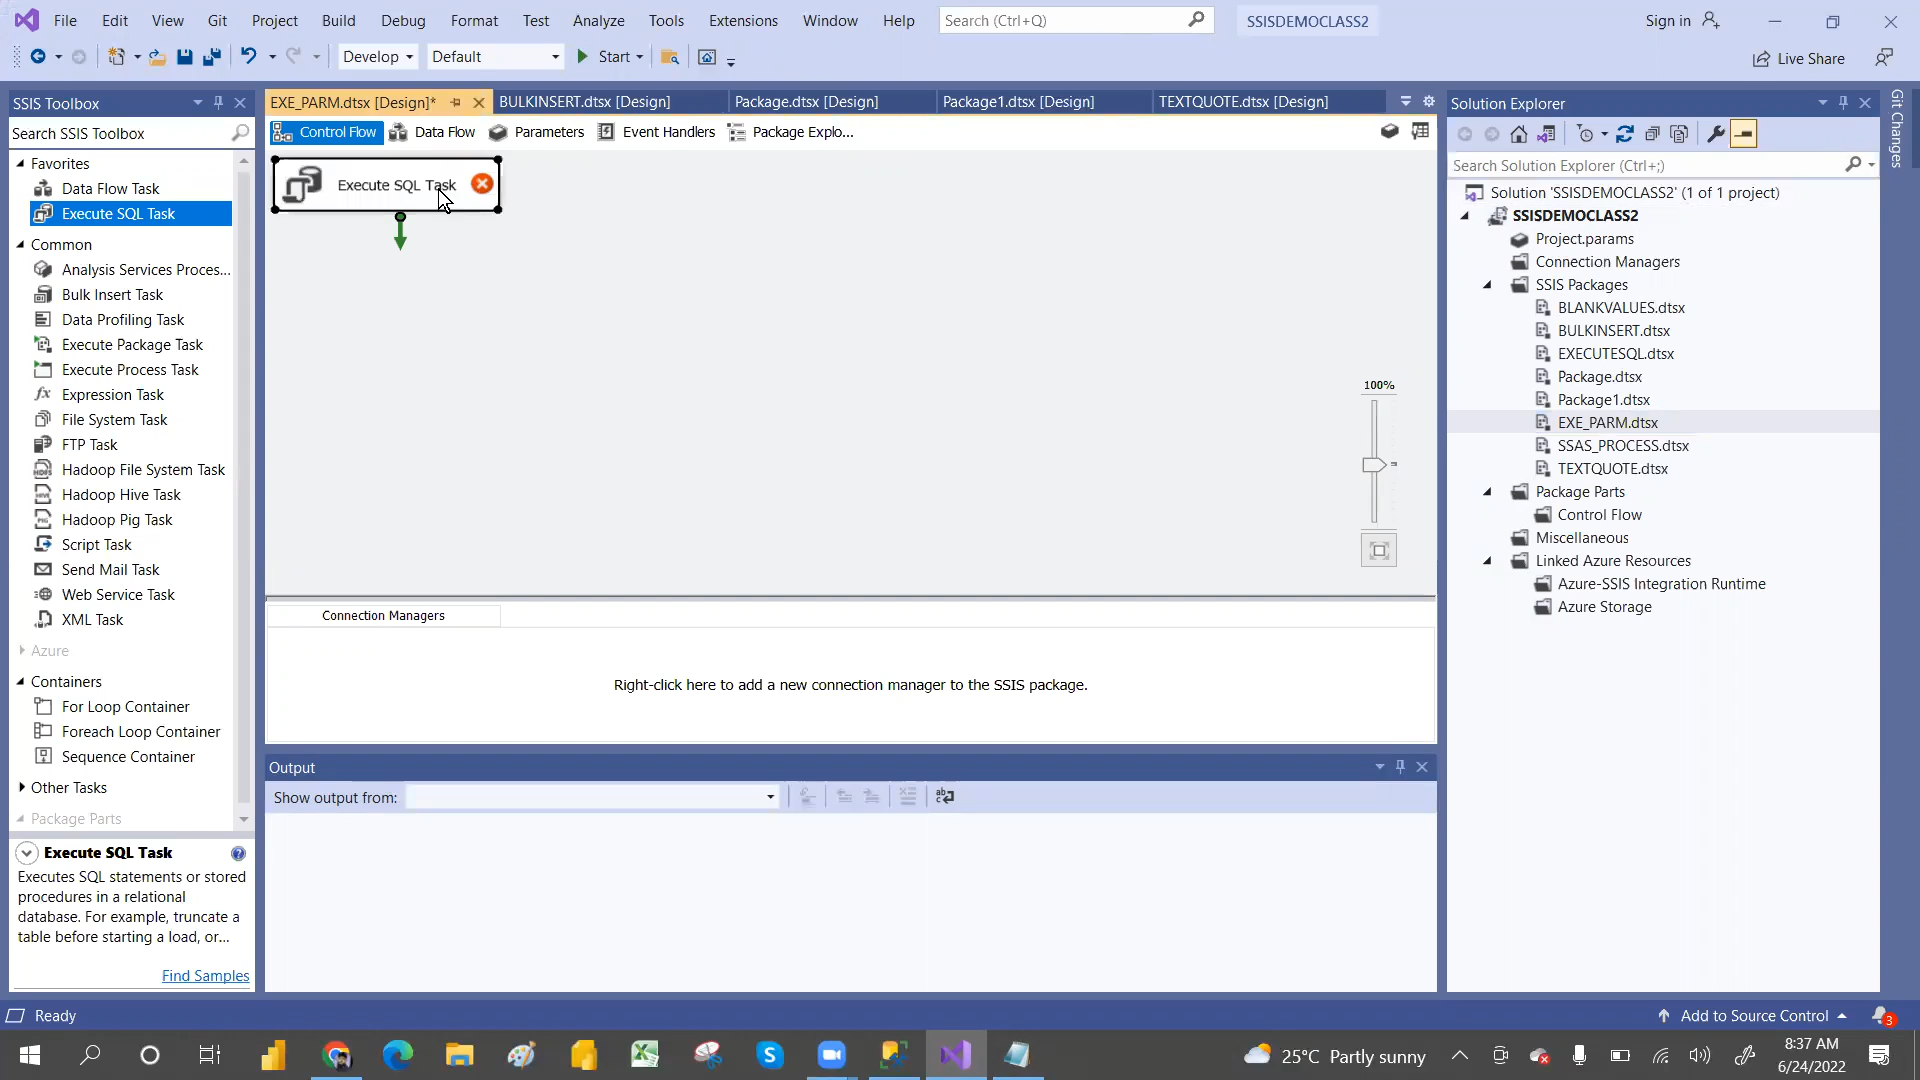 File Edit View Git Project Build Debug Format Test Analyze Tools Extensions Window Help Search (Ctrl+Q) SSISDEMOCLASS2 Sign in
Develop Default Start Live Share
SSIS Toolbox
Search SSIS Toolbox
Favorites
Data Flow Task
Execute SQL Task
Common
Analysis Services Proces...
Bulk Insert Task
Data Profiling Task
Execute Package Task
Execute Process Task
Expression Task
File System Task
FTP Task
Hadoop File System Task
Hadoop Hive Task
Hadoop Pig Task
Script Task
Send Mail Task
Web Service Task
XML Task
Azure
Containers
For Loop Container
Foreach Loop Container
Sequence Container
Other Tasks
Package Parts
Execute SQL Task
Executes SQL statements or stored
procedures in a relational
database. For example, truncate a
table before starting a load, or...
Find Samples
EXE_PARM.dtsx [Design]* BULKINSERT.dtsx [Design] Package.dtsx [Design] Package1.dtsx [Design] TEXTQUOTE.dtsx [Design]
Control Flow Data Flow Parameters Event Handlers Package Explo...
Execute SQL Task
100%
Connection Managers
Right-click here to add a new connection manager to the SSIS package.
Output
Show output from:
Solution Explorer
Search Solution Explorer (Ctrl+;)
Solution 'SSISDEMOCLASS2' (1 of 1 project)
SSISDEMOCLASS2
Project.params
Connection Managers
SSIS Packages
BLANKVALUES.dtsx
BULKINSERT.dtsx
EXECUTESQL.dtsx
Package.dtsx
Package1.dtsx
EXE_PARM.dtsx
SSAS_PROCESS.dtsx
TEXTQUOTE.dtsx
Package Parts
Control Flow
Miscellaneous
Linked Azure Resources
Azure-SSIS Integration Runtime
Azure Storage
Git Changes
Ready Add to Source Control 3
25°C Partly sunny
8:37 AM
6/24/2022